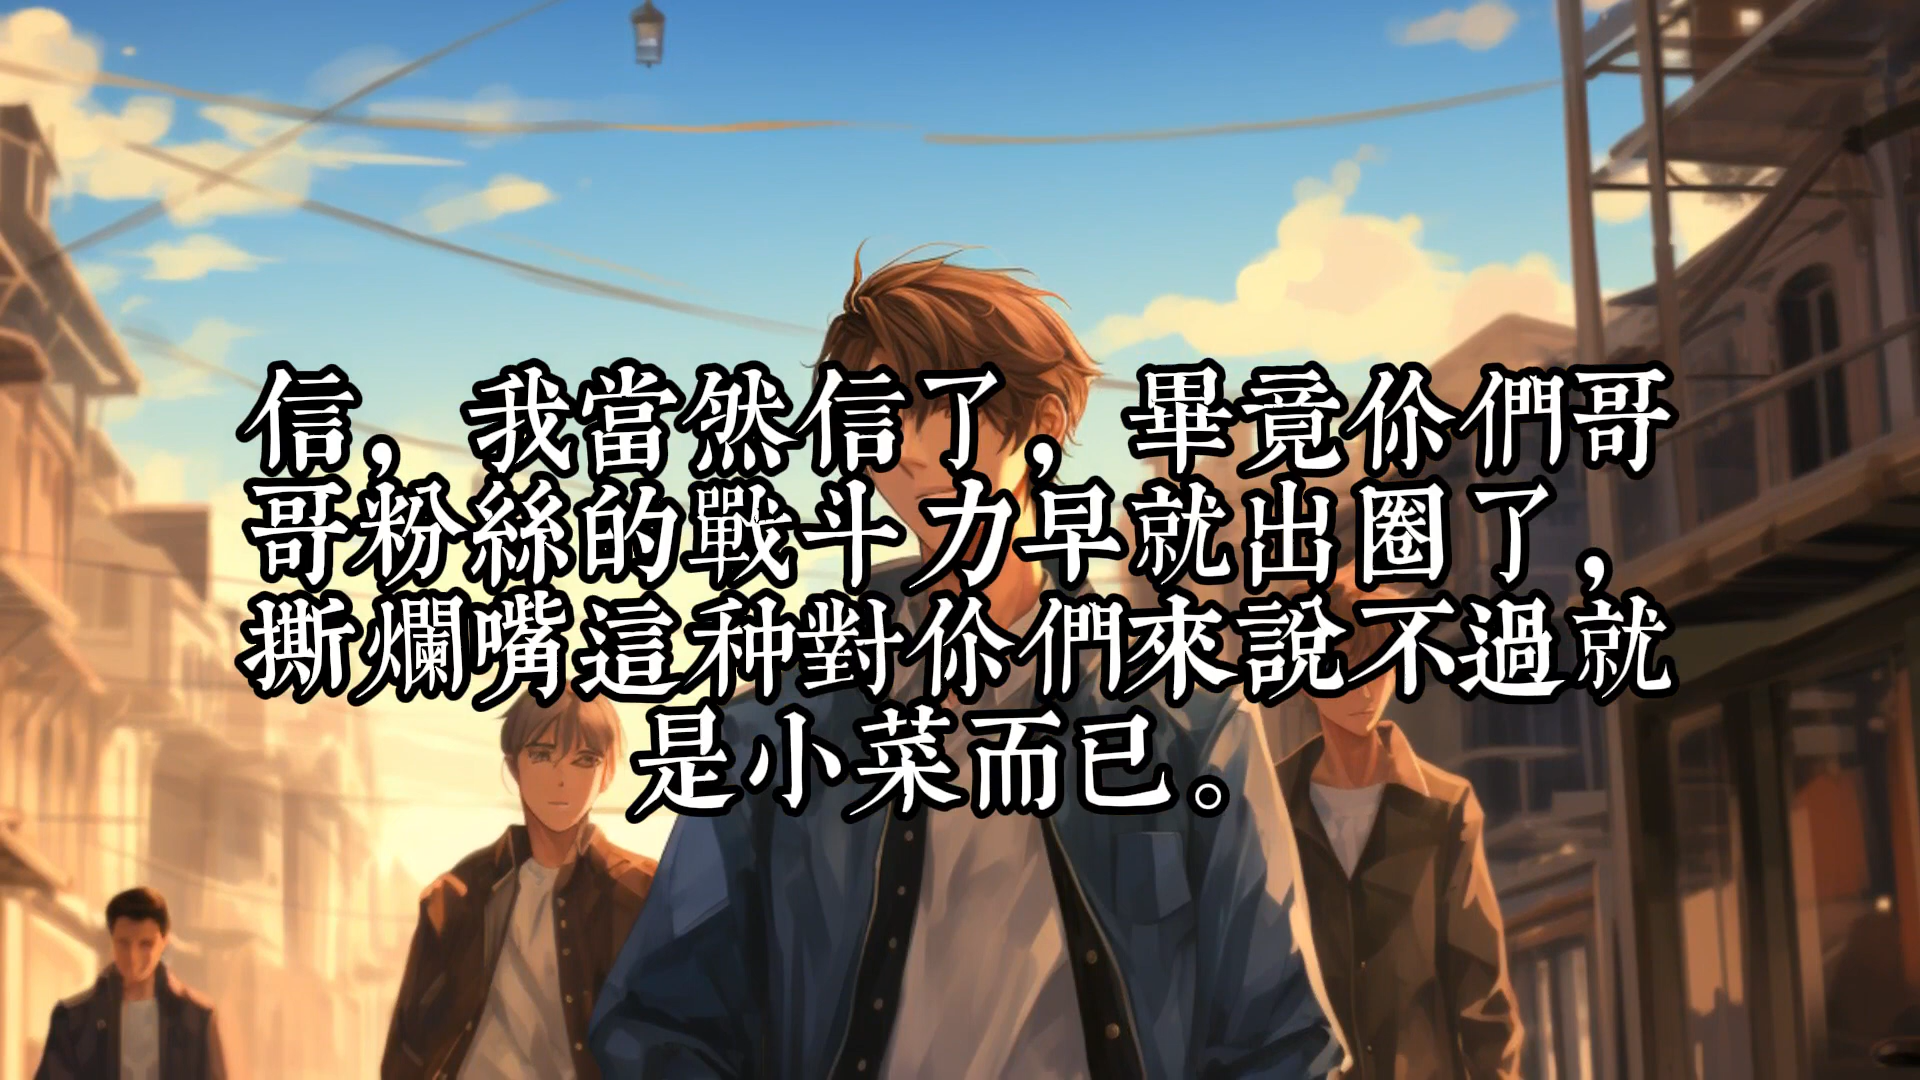 信，我當然信了，畢竟你們哥
哥粉絲的戰斗力早就出圈了，
撕爛嘴這种對你們來說不過就
是小菜而已。